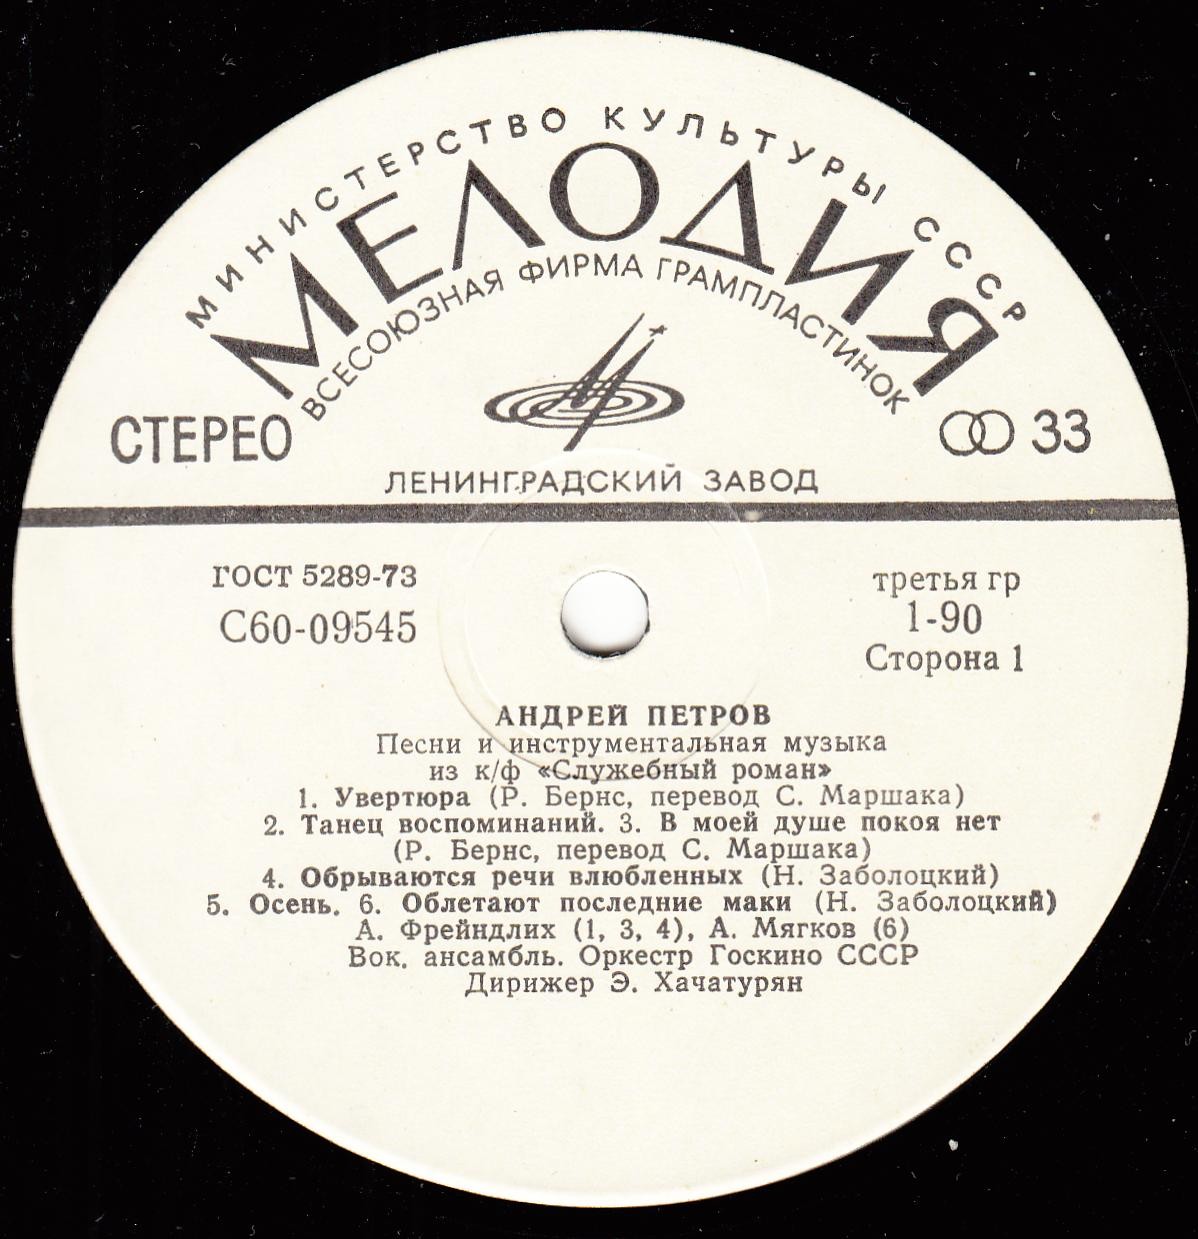 МИНИСТЕРСТВО КУЛЬТУРЫ СССР
МЕЛОДИЯ
ВСЕСОЮЗНАЯ ФИРМА ГРАМПЛАСТИНОК
СТЕРЕО
33
ЛЕНИНГРАДСКИЙ ЗАВОД
ГОСТ 5289-73
С60-09545
третья гр
1-90
Сторона 1
АНДРЕЙ ПЕТРОВ
Песни и инструментальная музыка
из к/ф «Служебный роман»
1. Увертюра (Р. Бернс, перевод С. Маршака)
2. Танец воспоминаний. 3. В моей душе покоя нет
(Р. Бернс, перевод С. Маршака)
4. Обрываются речи влюбленных (Н. Заболоцкий)
5. Осень. 6. Облетают последние маки (Н. Заболоцкий)
А. Фрейндлих (1, 3, 4), А. Мягков (6)
Вок. ансамбль. Оркестр Госкино СССР
Дирижер Э. Хачатурян